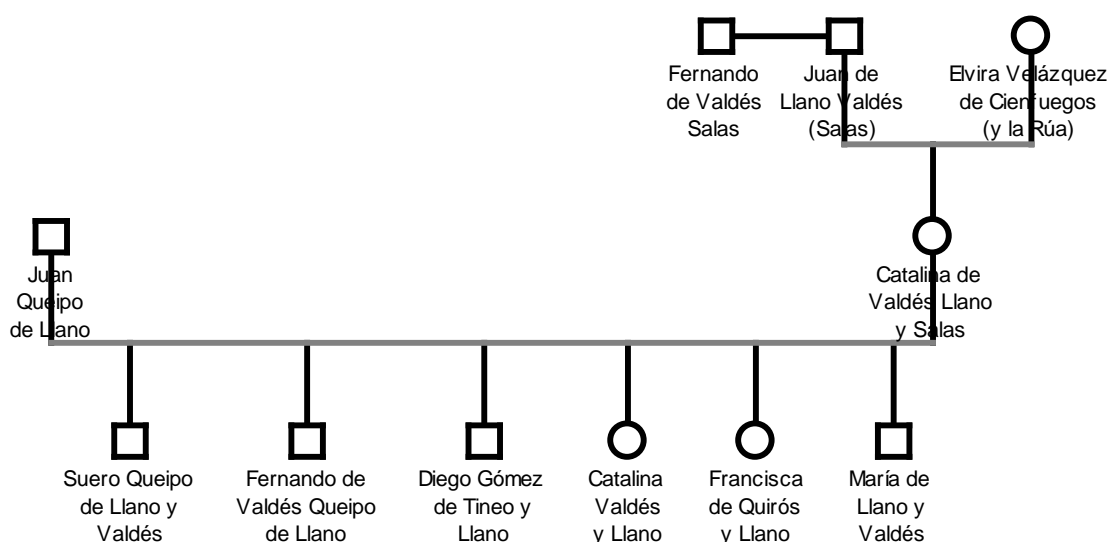 Fernando
de Valdés
Salas
Juan de
Llano Valdés
(Salas)
Elvira Velázquez
de Cienfuegos
(y la Rúa)
Juan
Queipo
de Llano
Catalina de
Valdés Llano
y Salas
Suero Queipo
de Llano y
Valdés
Fernando de
Valdés Queipo
de Llano
Diego Gómez
de Tineo y
Llano
Catalina
Valdés
y Llano
Francisca
de Quirós
y Llano
María de
Llano y
Valdés